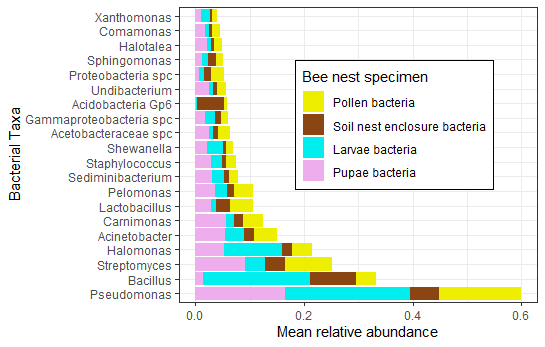 Bacterial Taxa
Xanthomonas
Comamonas
Halotalea
Sphingomonas
Proteobacteria spc
Undibacterium
Acidobacteria Gp6
Gammaproteobacteria spc
Acetobacteraceae spc
Shewanella
Staphylococcus
Sediminibacterium
Pelomonas
Lactobacillus
Carnimonas
Acinetobacter
Halomonas
Streptomyces
Bacillus
Pseudomonas
Bee nest specimen
Pollen bacteria
Soil nest enclosure bacteria
Larvae bacteria
Pupae bacteria
0.0 0.2 0.4 0.6
Mean relative abundance